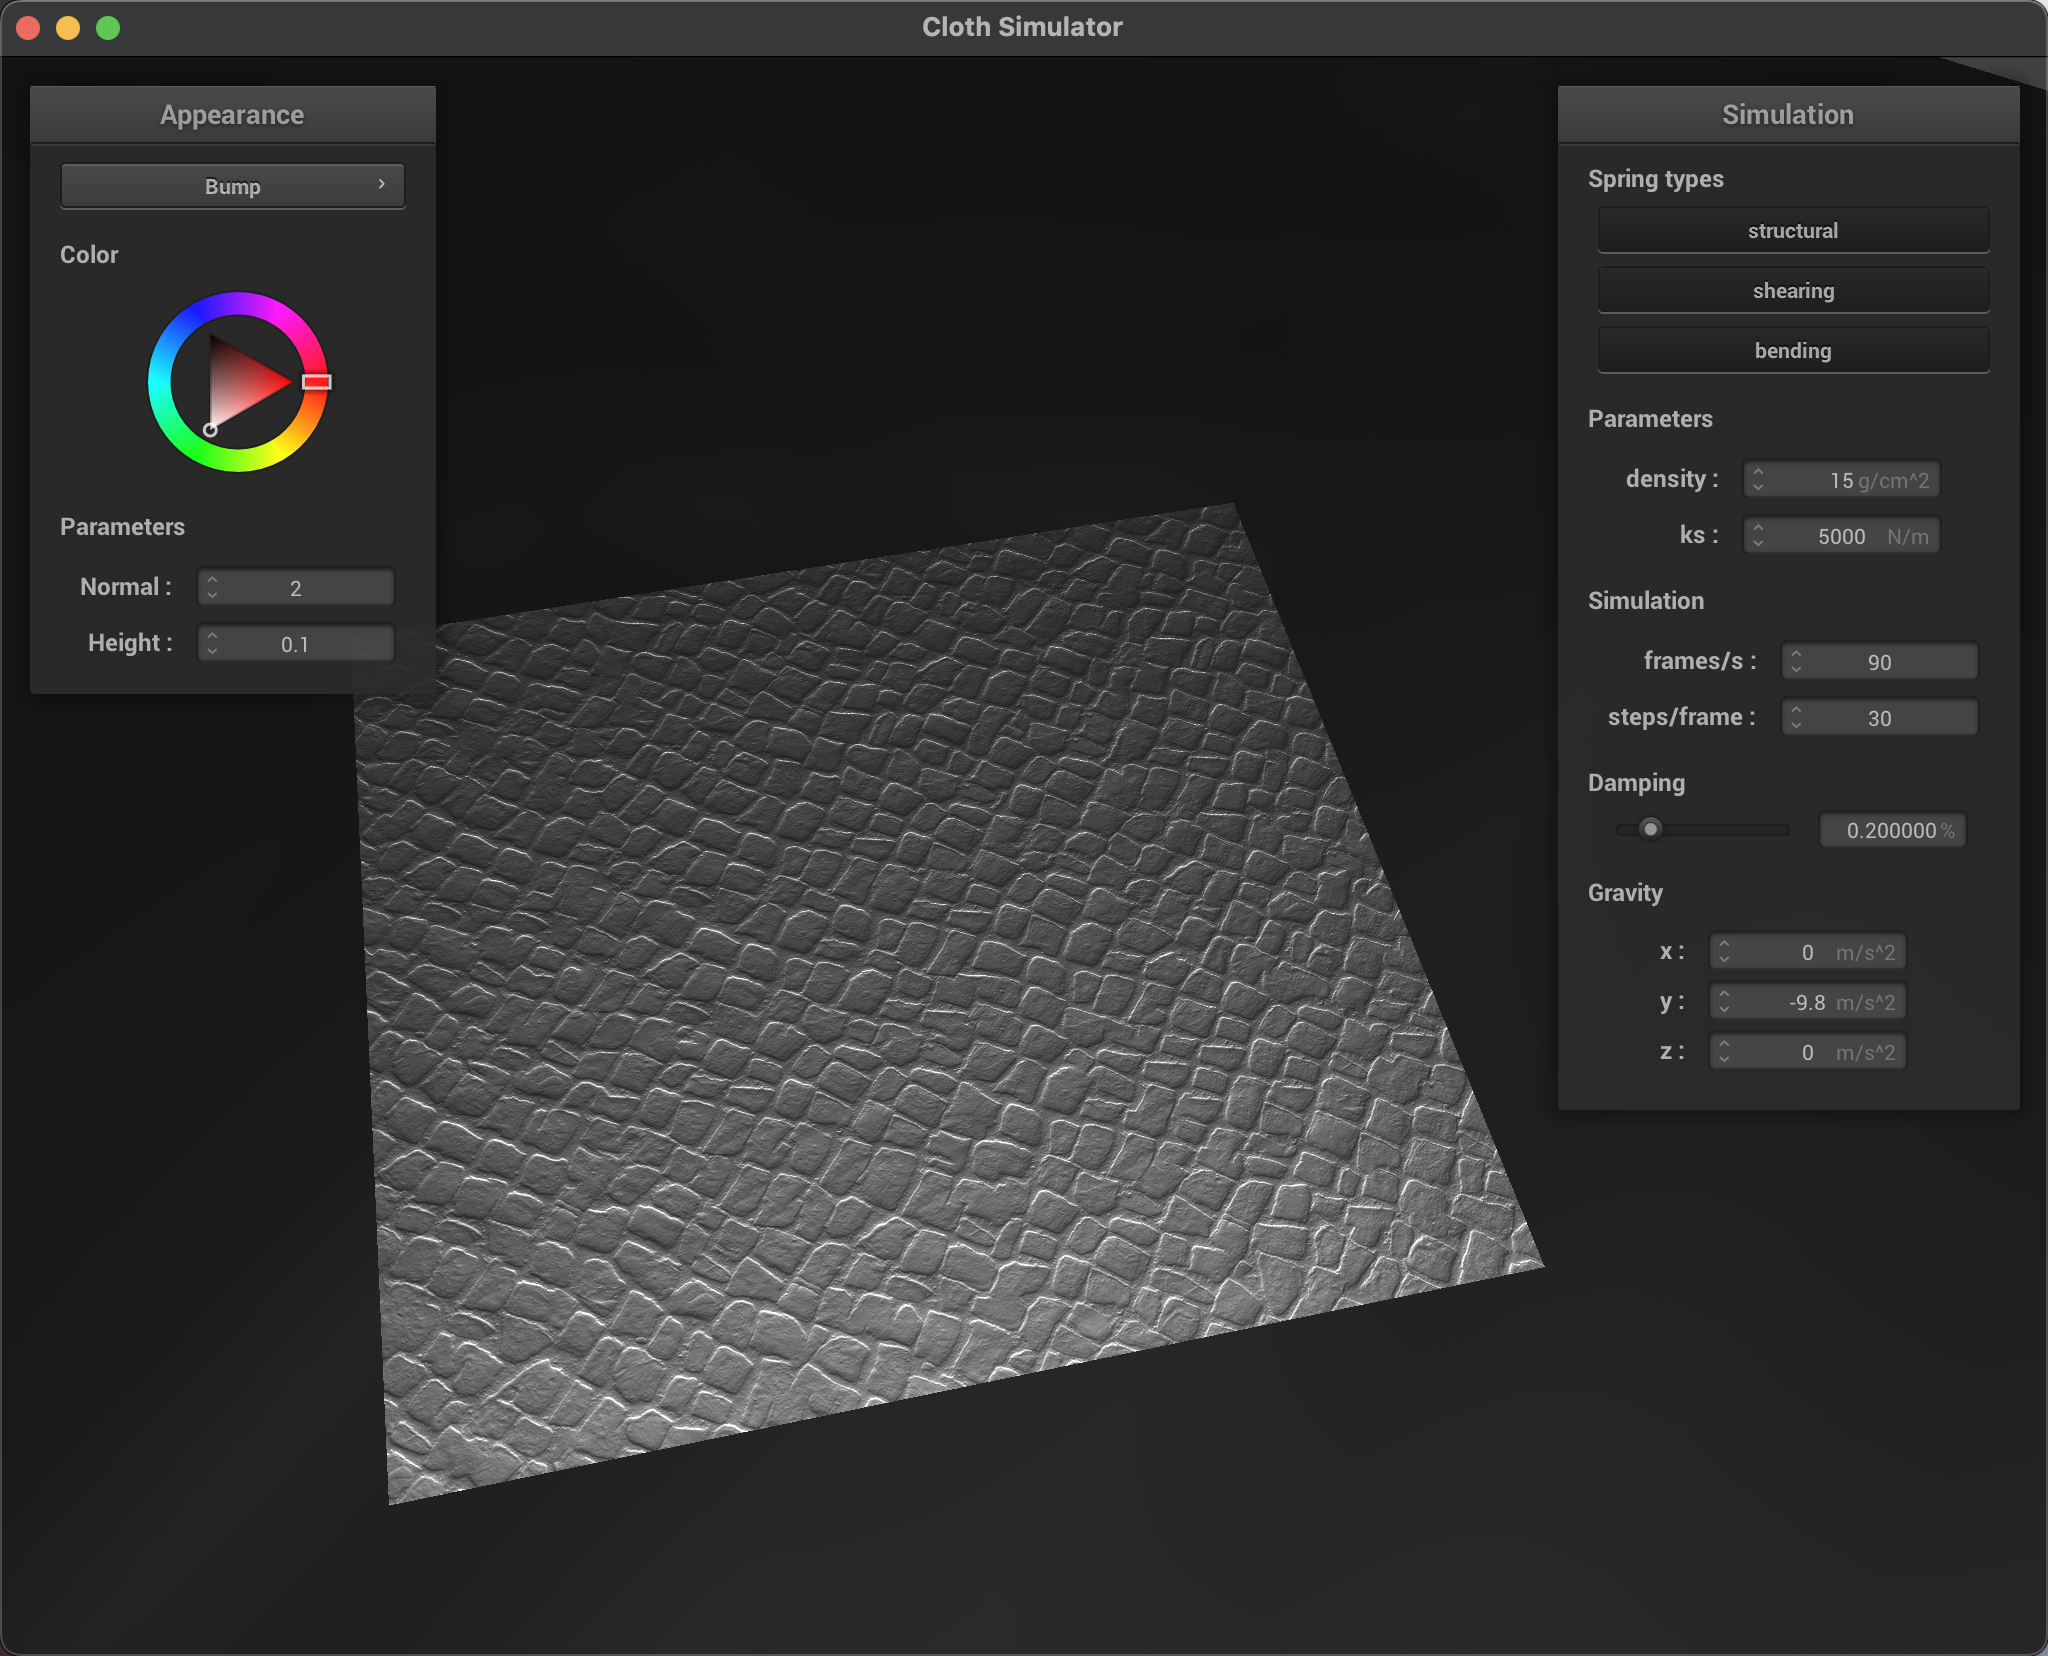 Cloth Simulator
Appearance
Bump
Color
Parameters
Normal : 2
Height : 0.1
Simulation
Spring types
structural
shearing
bending
Parameters
density : 15 g/cm^2
ks : 5000 N/m
Simulation
frames/s : 90
steps/frame : 30
Damping
0.200000 %
Gravity
x : 0 m/s^2
y : -9.8 m/s^2
z : 0 m/s^2